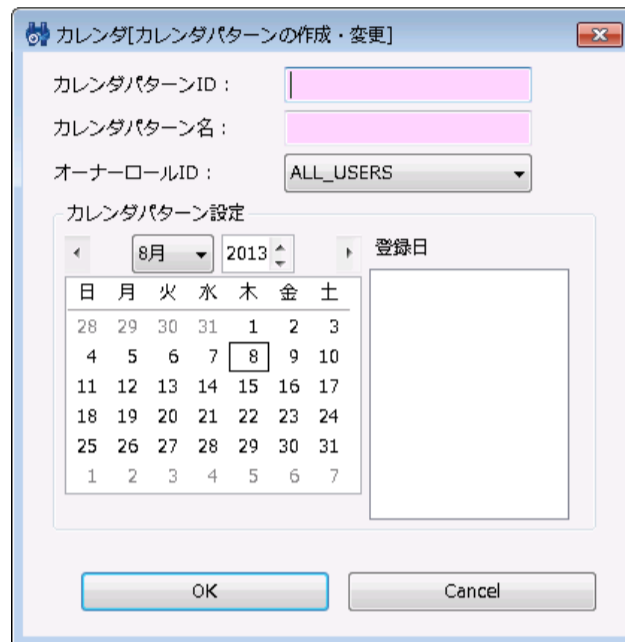 カレンダ[カレンダパターンの作成・変更]
カレンダパターンID：
カレンダパターン名：
オーナーロールID： ALL_USERS
カレンダパターン設定
8月 2013 登録日
日 月 火 水 木 金 土
28 29 30 31 1 2 3
4 5 6 7 8 9 10
11 12 13 14 15 16 17
18 19 20 21 22 23 24
25 26 27 28 29 30 31
1 2 3 4 5 6 7
OK Cancel